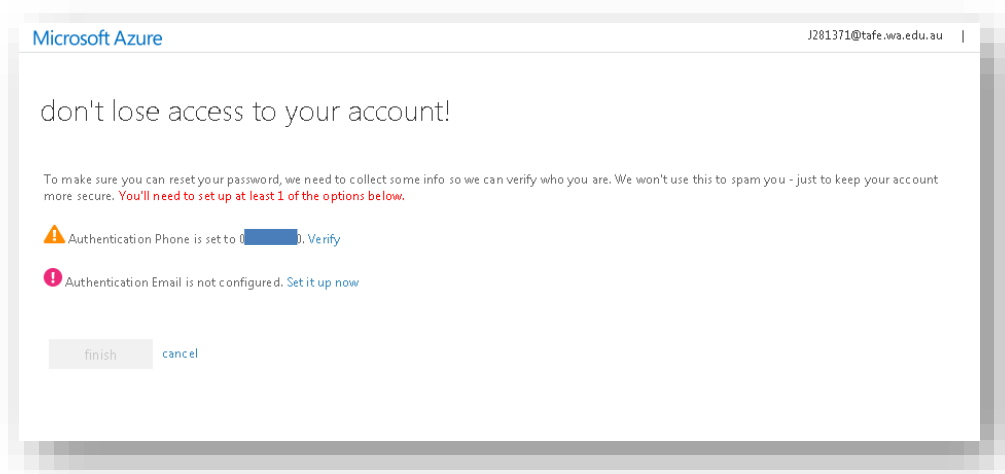 Microsoft Azure
J281371@tafe.wa.edu.au |
don't lose access to your account!
To make sure you can reset your password, we need to collect some info so we can verify who you are. We won't use this to spam you - just to keep your account
more secure. You'll need to set up at least 1 of the options below.
Authentication Phone is set to 0 0. Verify
Authentication Email is not configured. Set it up now
finish cancel